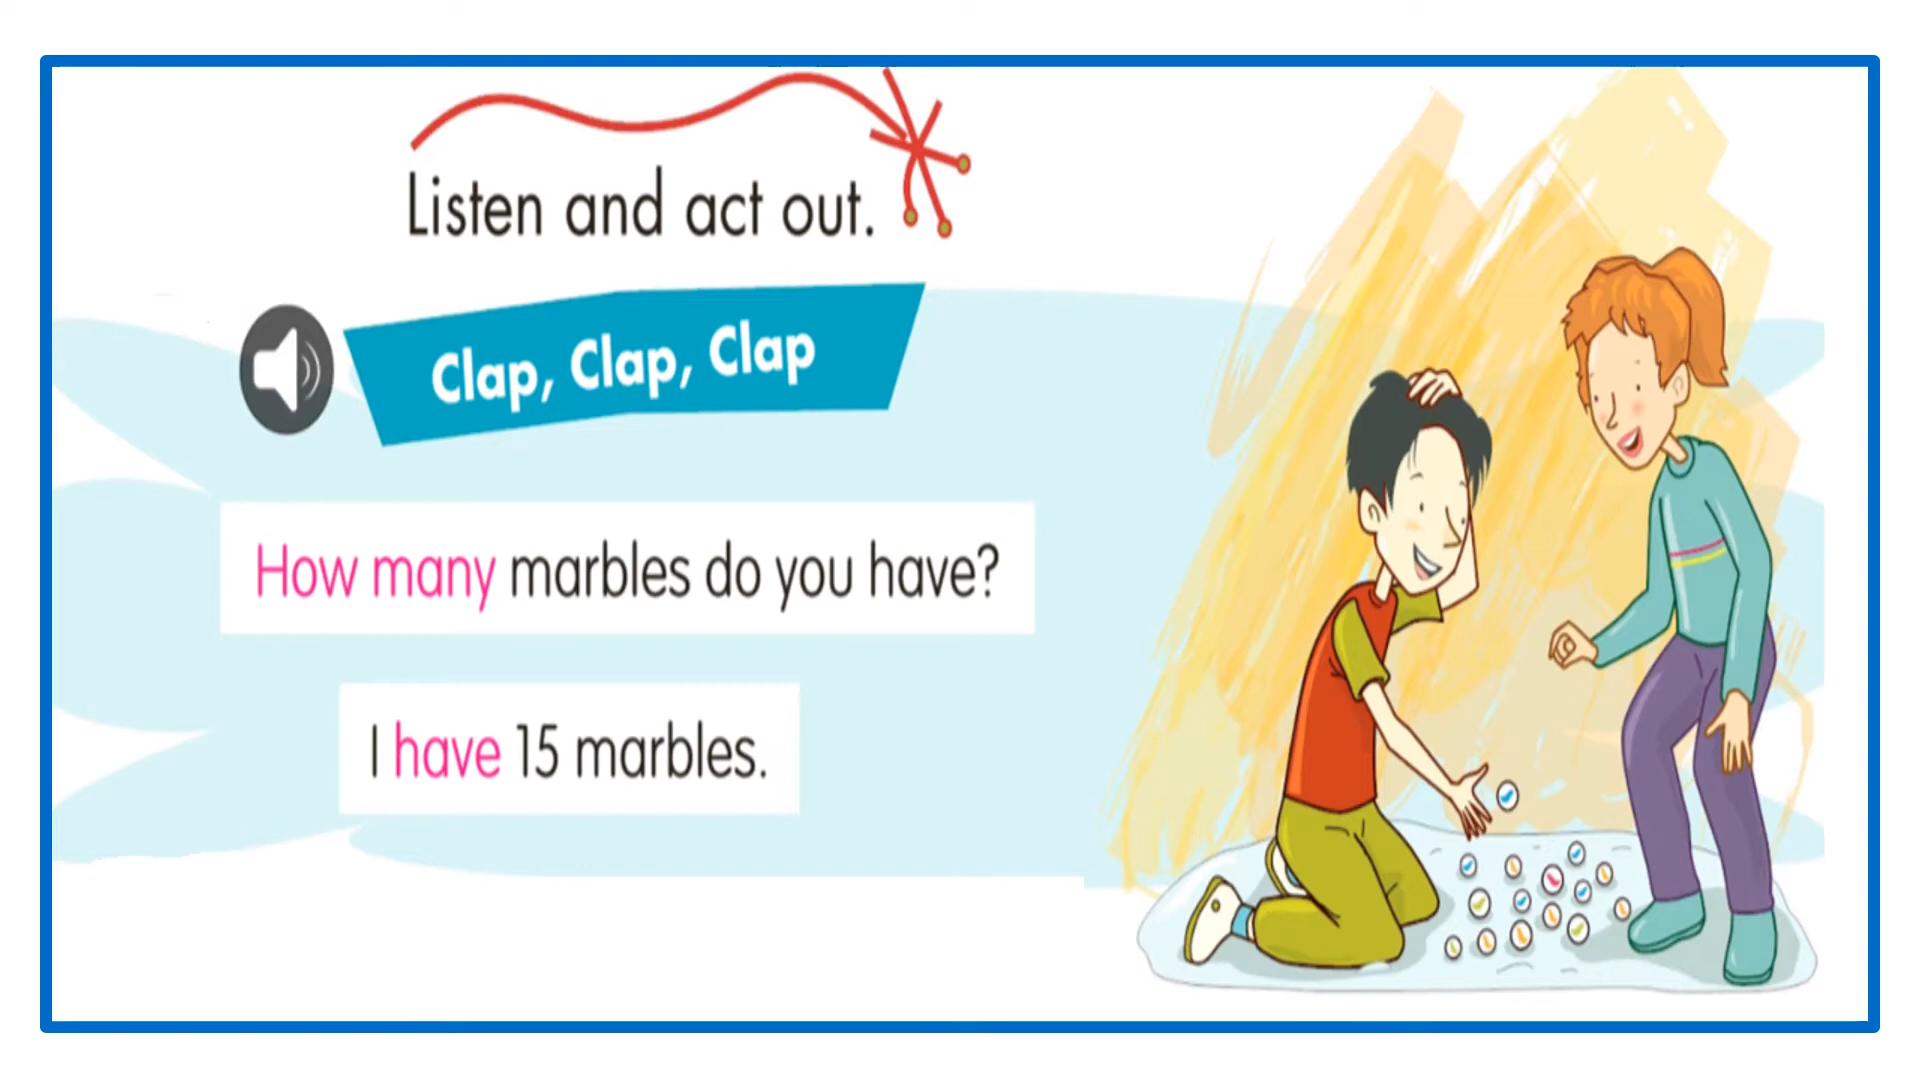 Listen and act out.
Clap, Clap, Clap
How many marbles do you have?
I have 15 marbles.